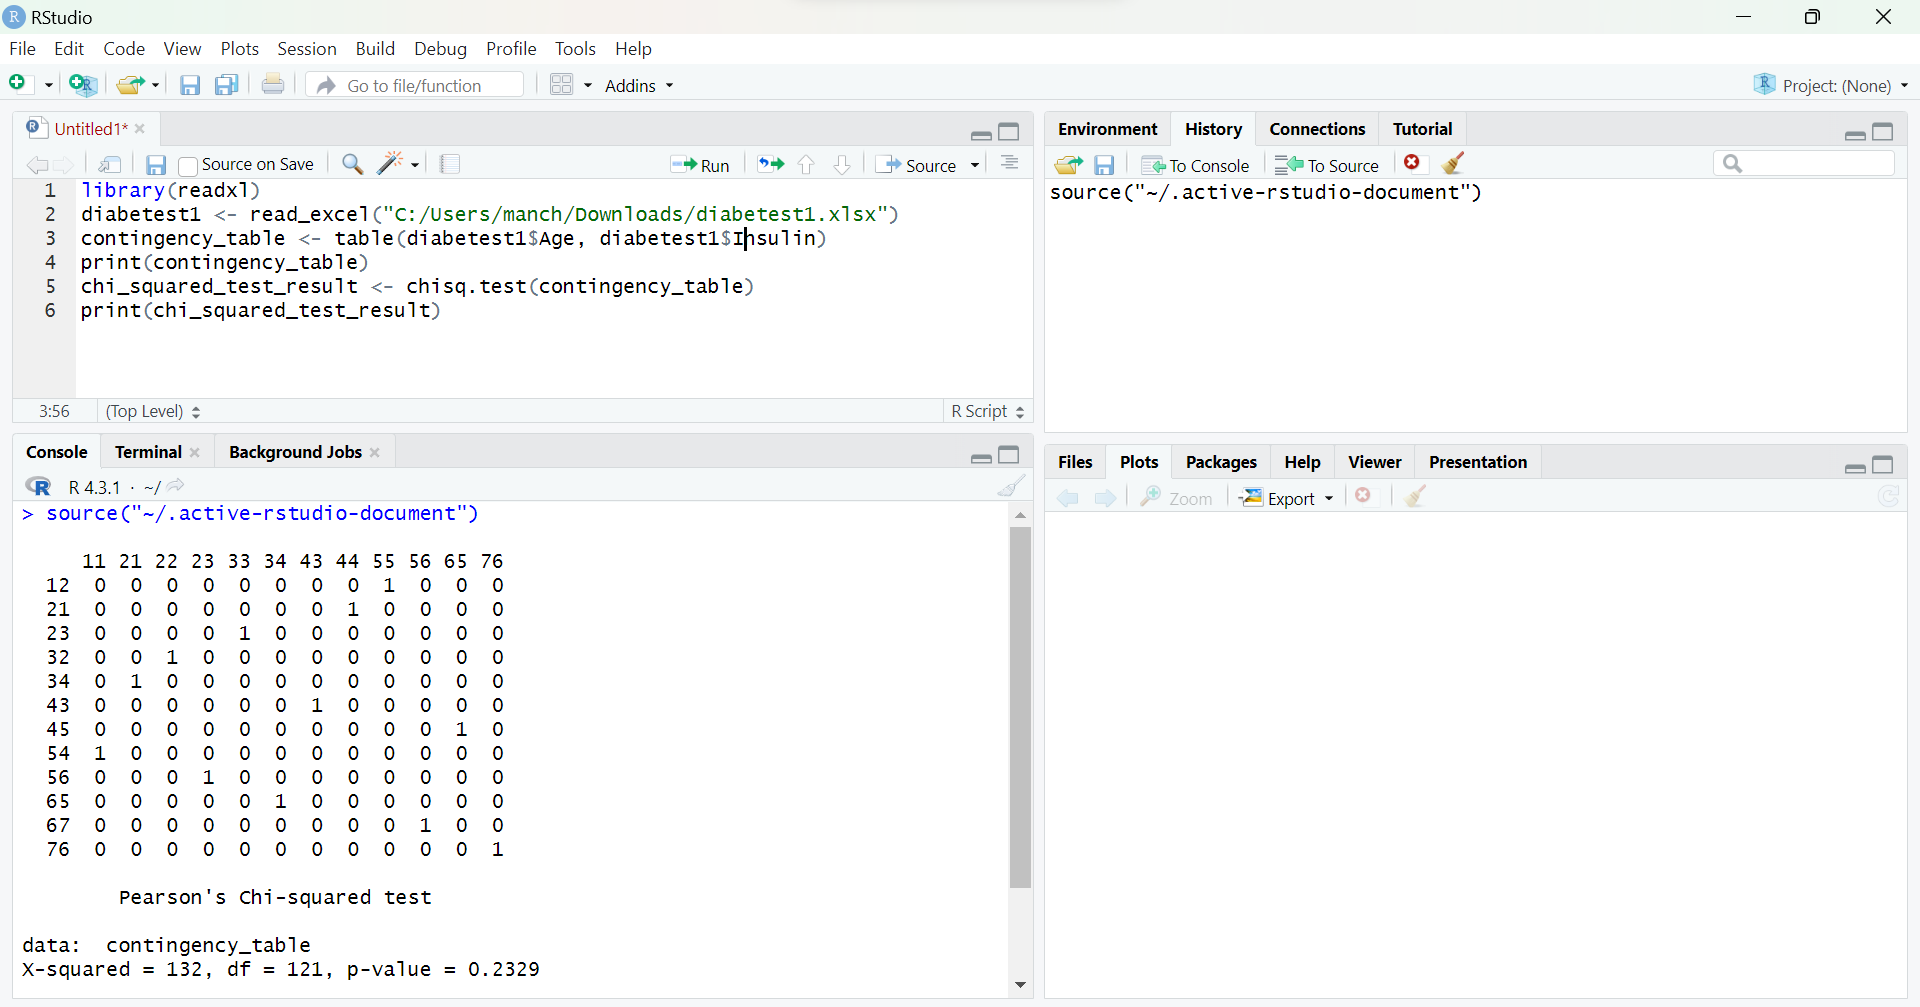 RStudio
File Edit Code View Plots Session Build Debug Profile Tools Help
Go to file/function Addins Project: (None)
Untitled1*
Source on Save Run Source
1 library(readxl)
2 diabetest1 <- read_excel("C:/Users/manch/Downloads/diabetest1.xlsx")
3 contingency_table <- table(diabetest1$Age, diabetest1$Insulin)
4 print(contingency_table)
5 chi_squared_test_result <- chisq.test(contingency_table)
6 print(chi_squared_test_result)
3:56 (Top Level) R Script
Console Terminal Background Jobs
R 4.3.1 · ~/
> source("~/.active-rstudio-document")
11 21 22 23 33 34 43 44 55 56 65 76
12 0 0 0 0 0 0 0 0 1 0 0 0
21 0 0 0 0 0 0 0 1 0 0 0 0
23 0 0 0 0 1 0 0 0 0 0 0 0
32 0 0 1 0 0 0 0 0 0 0 0 0
34 0 1 0 0 0 0 0 0 0 0 0 0
43 0 0 0 0 0 0 1 0 0 0 0 0
45 0 0 0 0 0 0 0 0 0 0 1 0
54 1 0 0 0 0 0 0 0 0 0 0 0
56 0 0 0 1 0 0 0 0 0 0 0 0
65 0 0 0 0 0 1 0 0 0 0 0 0
67 0 0 0 0 0 0 0 0 0 1 0 0
76 0 0 0 0 0 0 0 0 0 0 0 1
Pearson's Chi-squared test
data: contingency_table
X-squared = 132, df = 121, p-value = 0.2329
Environment History Connections Tutorial
To Console To Source
source("~/.active-rstudio-document")
Files Plots Packages Help Viewer Presentation
Zoom Export